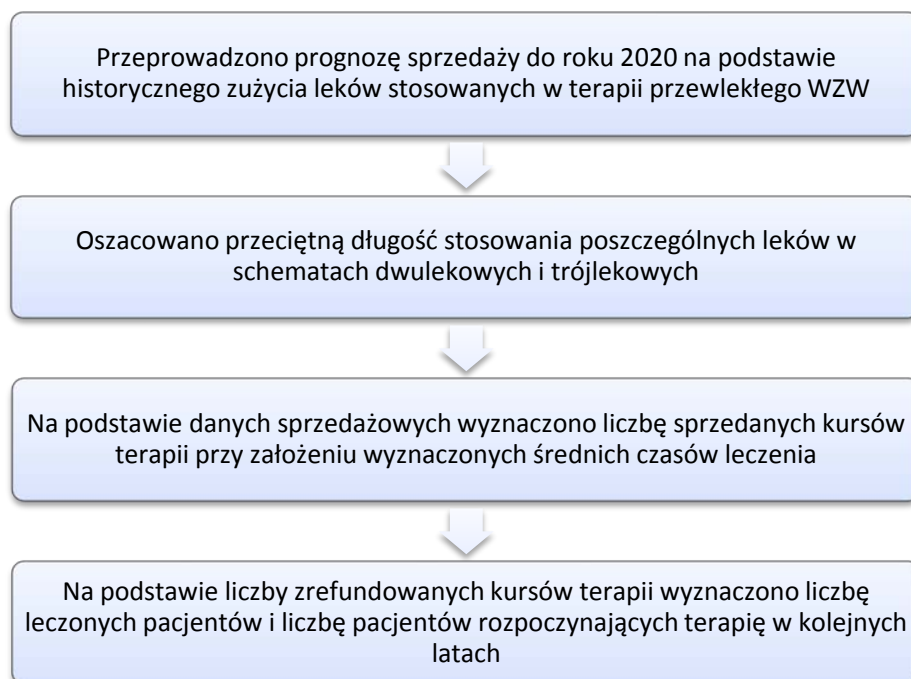 Przeprowadzono prognozę sprzedaży do roku 2020 na podstawie
historycznego zużycia leków stosowanych w terapii przewlekłego WZW
Oszacowano przeciętną długość stosowania poszczególnych leków w
schematach dwulekowych i trójlekowych
Na podstawie danych sprzedażowych wyznaczono liczbę sprzedanych kursów
terapii przy założeniu wyznaczonych średnich czasów leczenia
Na podstawie liczby zrefundowanych kursów terapii wyznaczono liczbę
leczonych pacjentów i liczbę pacjentów rozpoczynających terapię w kolejnych
latach